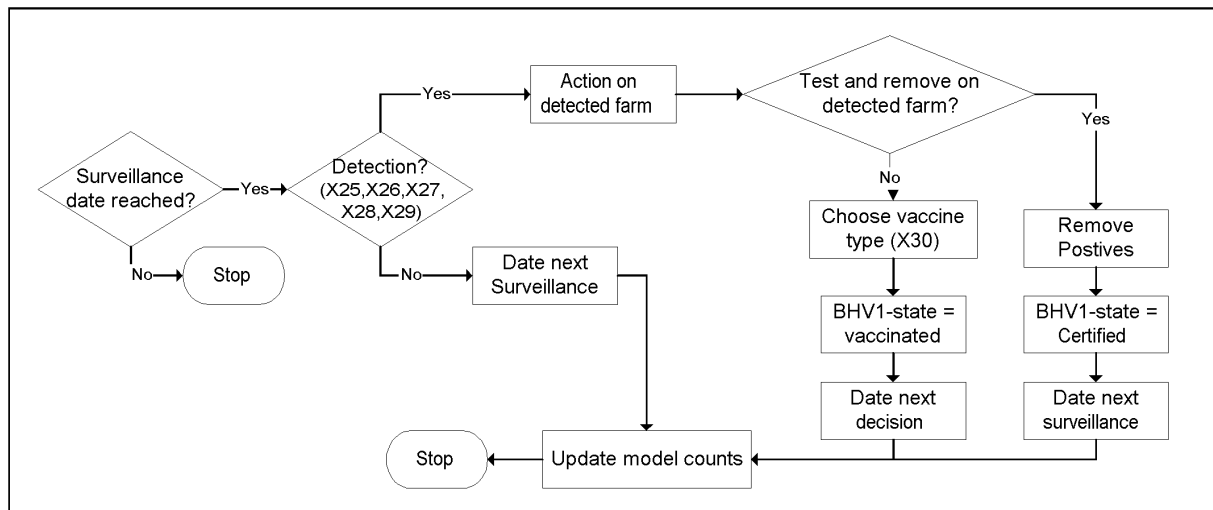 Surveillance
date reached?
Yes
No
Stop
Detection?
(X25,X26,X27,
X28,X29)
Yes
No
Action on
detected farm
Date next
Surveillance
Test and remove on
detected farm?
No
Yes
Choose vaccine
type (X30)
BHV1-state =
vaccinated
Date next
decision
Remove
Postives
BHV1-state =
Certified
Date next
surveillance
Update model counts
Stop